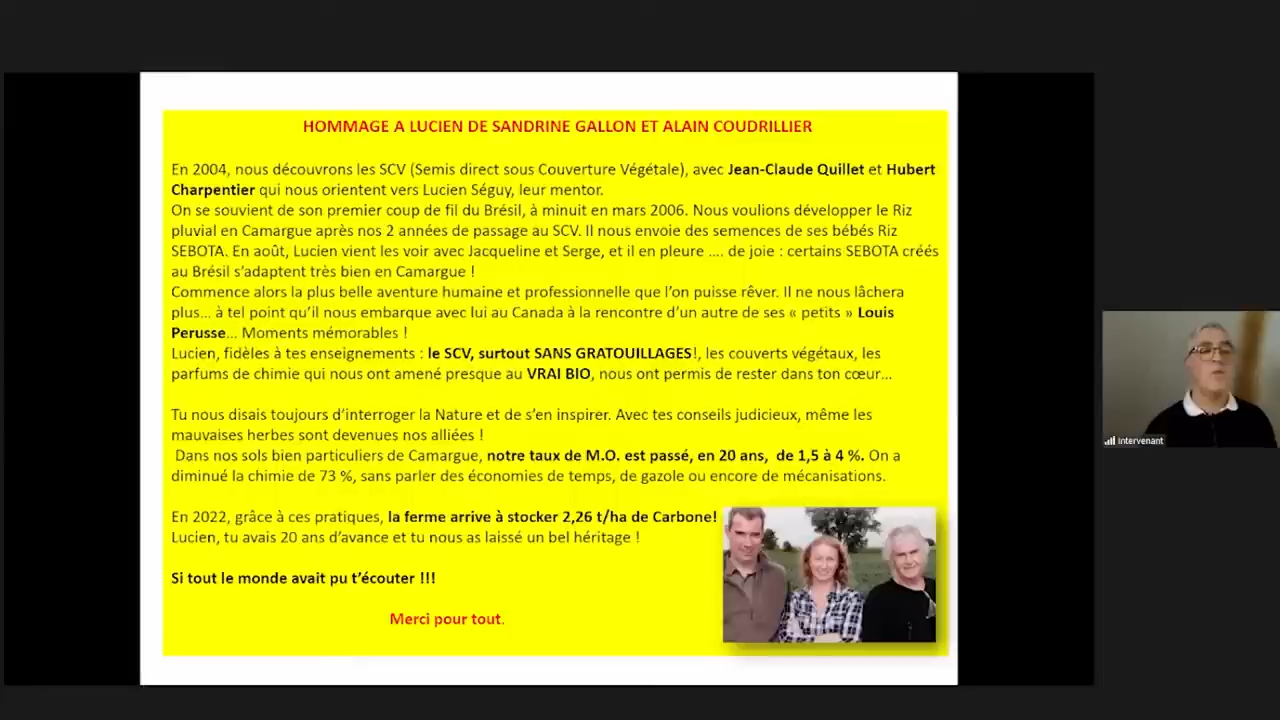 HOMMAGE A LUCIEN DE SANDRINE GALLON ET ALAIN COUDRILLIER
En 2004, nous découvrons les SCV (Semis direct sous Couverture Végétale), avec Jean-Claude Quillet et Hubert
Charpentier qui nous orientent vers Lucien Séguy, leur mentor.
On se souvient de son premier coup de fil du Brésil, à minuit en mars 2006. Nous voulions développer le Riz
pluvial en Camargue après nos 2 années de passage au SCV. Il nous envoie des semences de ses bébés Riz
SEBOTA. En août, Lucien vient les voir avec Jacqueline et Serge, et il en pleure .... de joie : certains SEBOTA créés
au Brésil s’adaptent très bien en Camargue !
Commence alors la plus belle aventure humaine et professionnelle que l’on puisse rêver. Il ne nous lâchera
plus... à tel point qu’il nous embarque avec lui au Canada à la rencontre d’un autre de ses « petits » Louis
Perusse... Moments mémorables !
Lucien, fidèles à tes enseignements : le SCV, surtout SANS GRATOUILLAGES!, les couverts végétaux, les
parfums de chimie qui nous ont amené presque au VRAI BIO, nous ont permis de rester dans ton cœur...
Tu nous disais toujours d’interroger la Nature et de s’en inspirer. Avec tes conseils judicieux, même les
mauvaises herbes sont devenues nos alliées !
Dans nos sols bien particuliers de Camargue, notre taux de M.O. est passé, en 20 ans, de 1,5 à 4 %. On a
diminué la chimie de 73 %, sans parler des économies de temps, de gazole ou encore de mécanisations.
En 2022, grâce à ces pratiques, la ferme arrive à stocker 2,26 t/ha de Carbone!
Lucien, tu avais 20 ans d’avance et tu nous as laissé un bel héritage !
Si tout le monde avait pu t’écouter !!!
Merci pour tout.
Intervenant